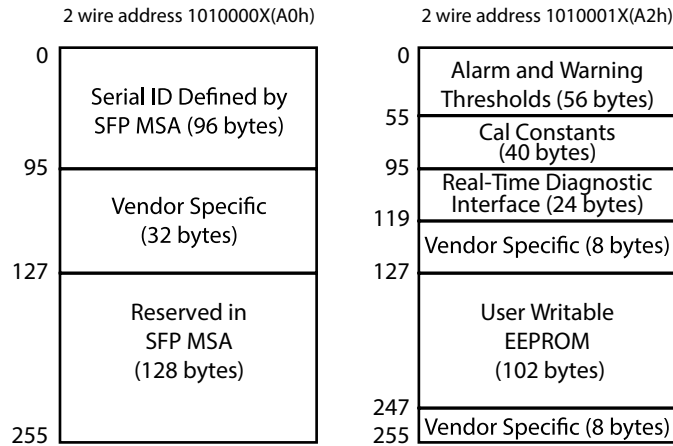 2 wire address 1010000X(A0h)
0
Serial ID Defined by
SFP MSA (96 bytes)
95
Vendor Specific
(32 bytes)
127
Reserved in
SFP MSA
(128 bytes)
255
2 wire address 1010001X(A2h)
0
Alarm and Warning
Thresholds (56 bytes)
55
Cal Constants
(40 bytes)
95
Real-Time Diagnostic
Interface (24 bytes)
119
Vendor Specific (8 bytes)
127
User Writable
EEPROM
(102 bytes)
247
Vendor Specific (8 bytes)
255